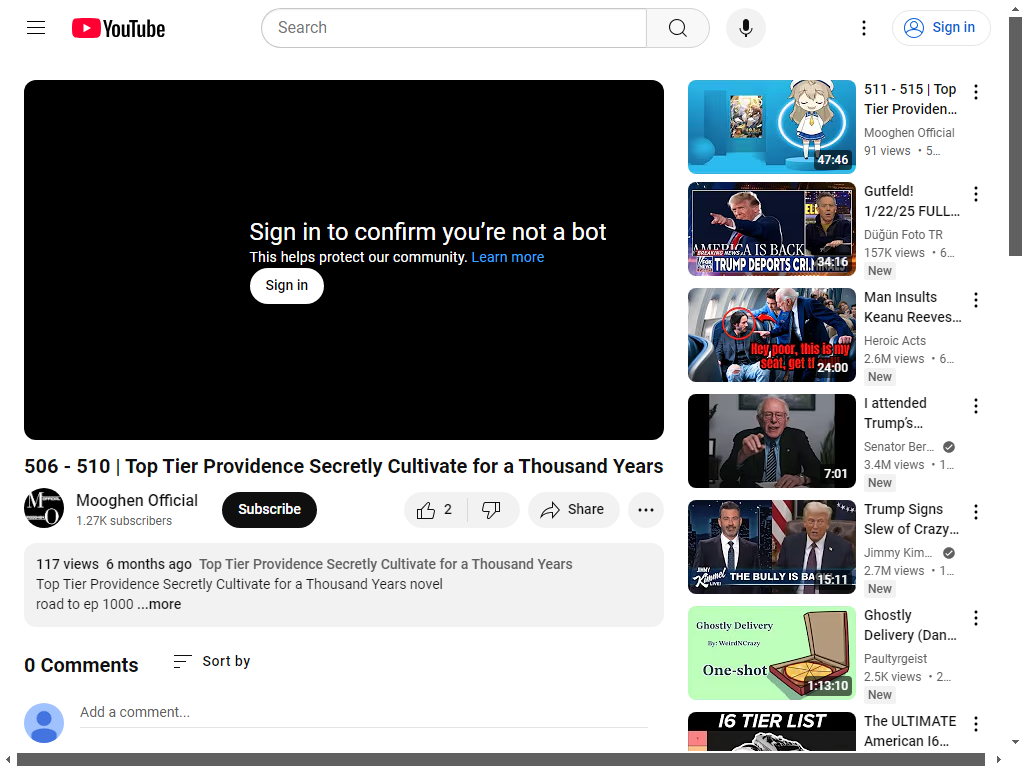 YouTube
Search
Sign in
Sign in to confirm you're not a bot
This helps protect our community. Learn more
Sign in
506 - 510 | Top Tier Providence Secretly Cultivate for a Thousand Years
Mooghen Official
1.27K subscribers
Subscribe
2
Share
117 views 6 months ago Top Tier Providence Secretly Cultivate for a Thousand Years
Top Tier Providence Secretly Cultivate for a Thousand Years novel
road to ep 1000 ...more
0 Comments
Sort by
Add a comment...
47:46
511 - 515 | Top
Tier Providen...
Mooghen Official
91 views • 5...
AMERICA IS BACK
BREAKING NEWS
TRUMP DEPORTS CRI
34:16
Gutfeld!
1/22/25 FULL...
Düğün Foto TR
157K views • 6...
New
Hey poor, this is my
seat, get
24:00
Man Insults
Keanu Reeves...
Heroic Acts
2.6M views • 6...
New
7:01
I attended
Trump's...
Senator Ber...
3.4M views • 1...
New
JIMMY
Kimmel
LIVE!
THE BULLY IS BA
15:11
Trump Signs
Slew of Crazy...
Jimmy Kim...
2.7M views • 1...
New
Ghostly Delivery
By: WeirdNCrazy
One-shot
1:13:10
Ghostly
Delivery (Dan...
Paultyrgeist
2.5K views • 2...
New
I6 TIER LIST
The ULTIMATE
American I6...